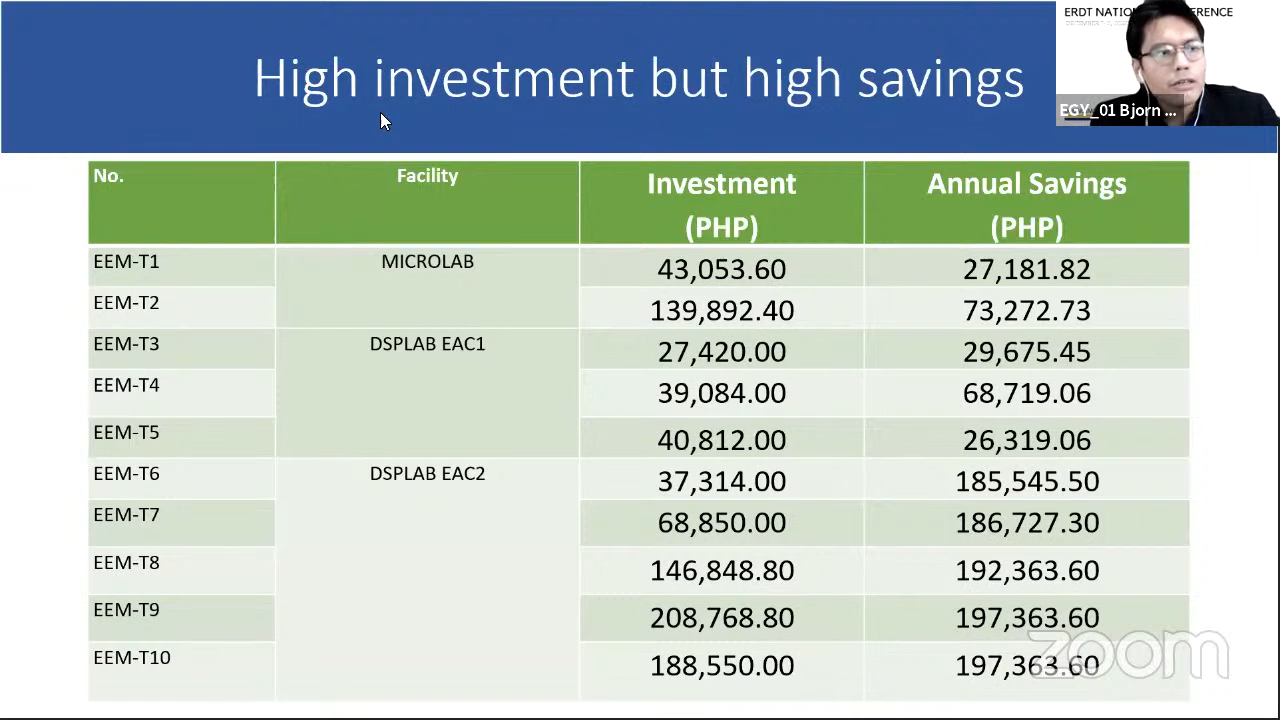 ERDT NATIO ERENCE
High investment but high savings
EGY_01 Bjorn ...
No. Facility Investment (PHP) Annual Savings (PHP)
EEM-T1 MICROLAB 43,053.60 27,181.82
EEM-T2 139,892.40 73,272.73
EEM-T3 DSPLAB EAC1 27,420.00 29,675.45
EEM-T4 39,084.00 68,719.06
EEM-T5 40,812.00 26,319.06
EEM-T6 DSPLAB EAC2 37,314.00 185,545.50
EEM-T7 68,850.00 186,727.30
EEM-T8 146,848.80 192,363.60
EEM-T9 208,768.80 197,363.60
EEM-T10 188,550.00 197,363.60
zoom